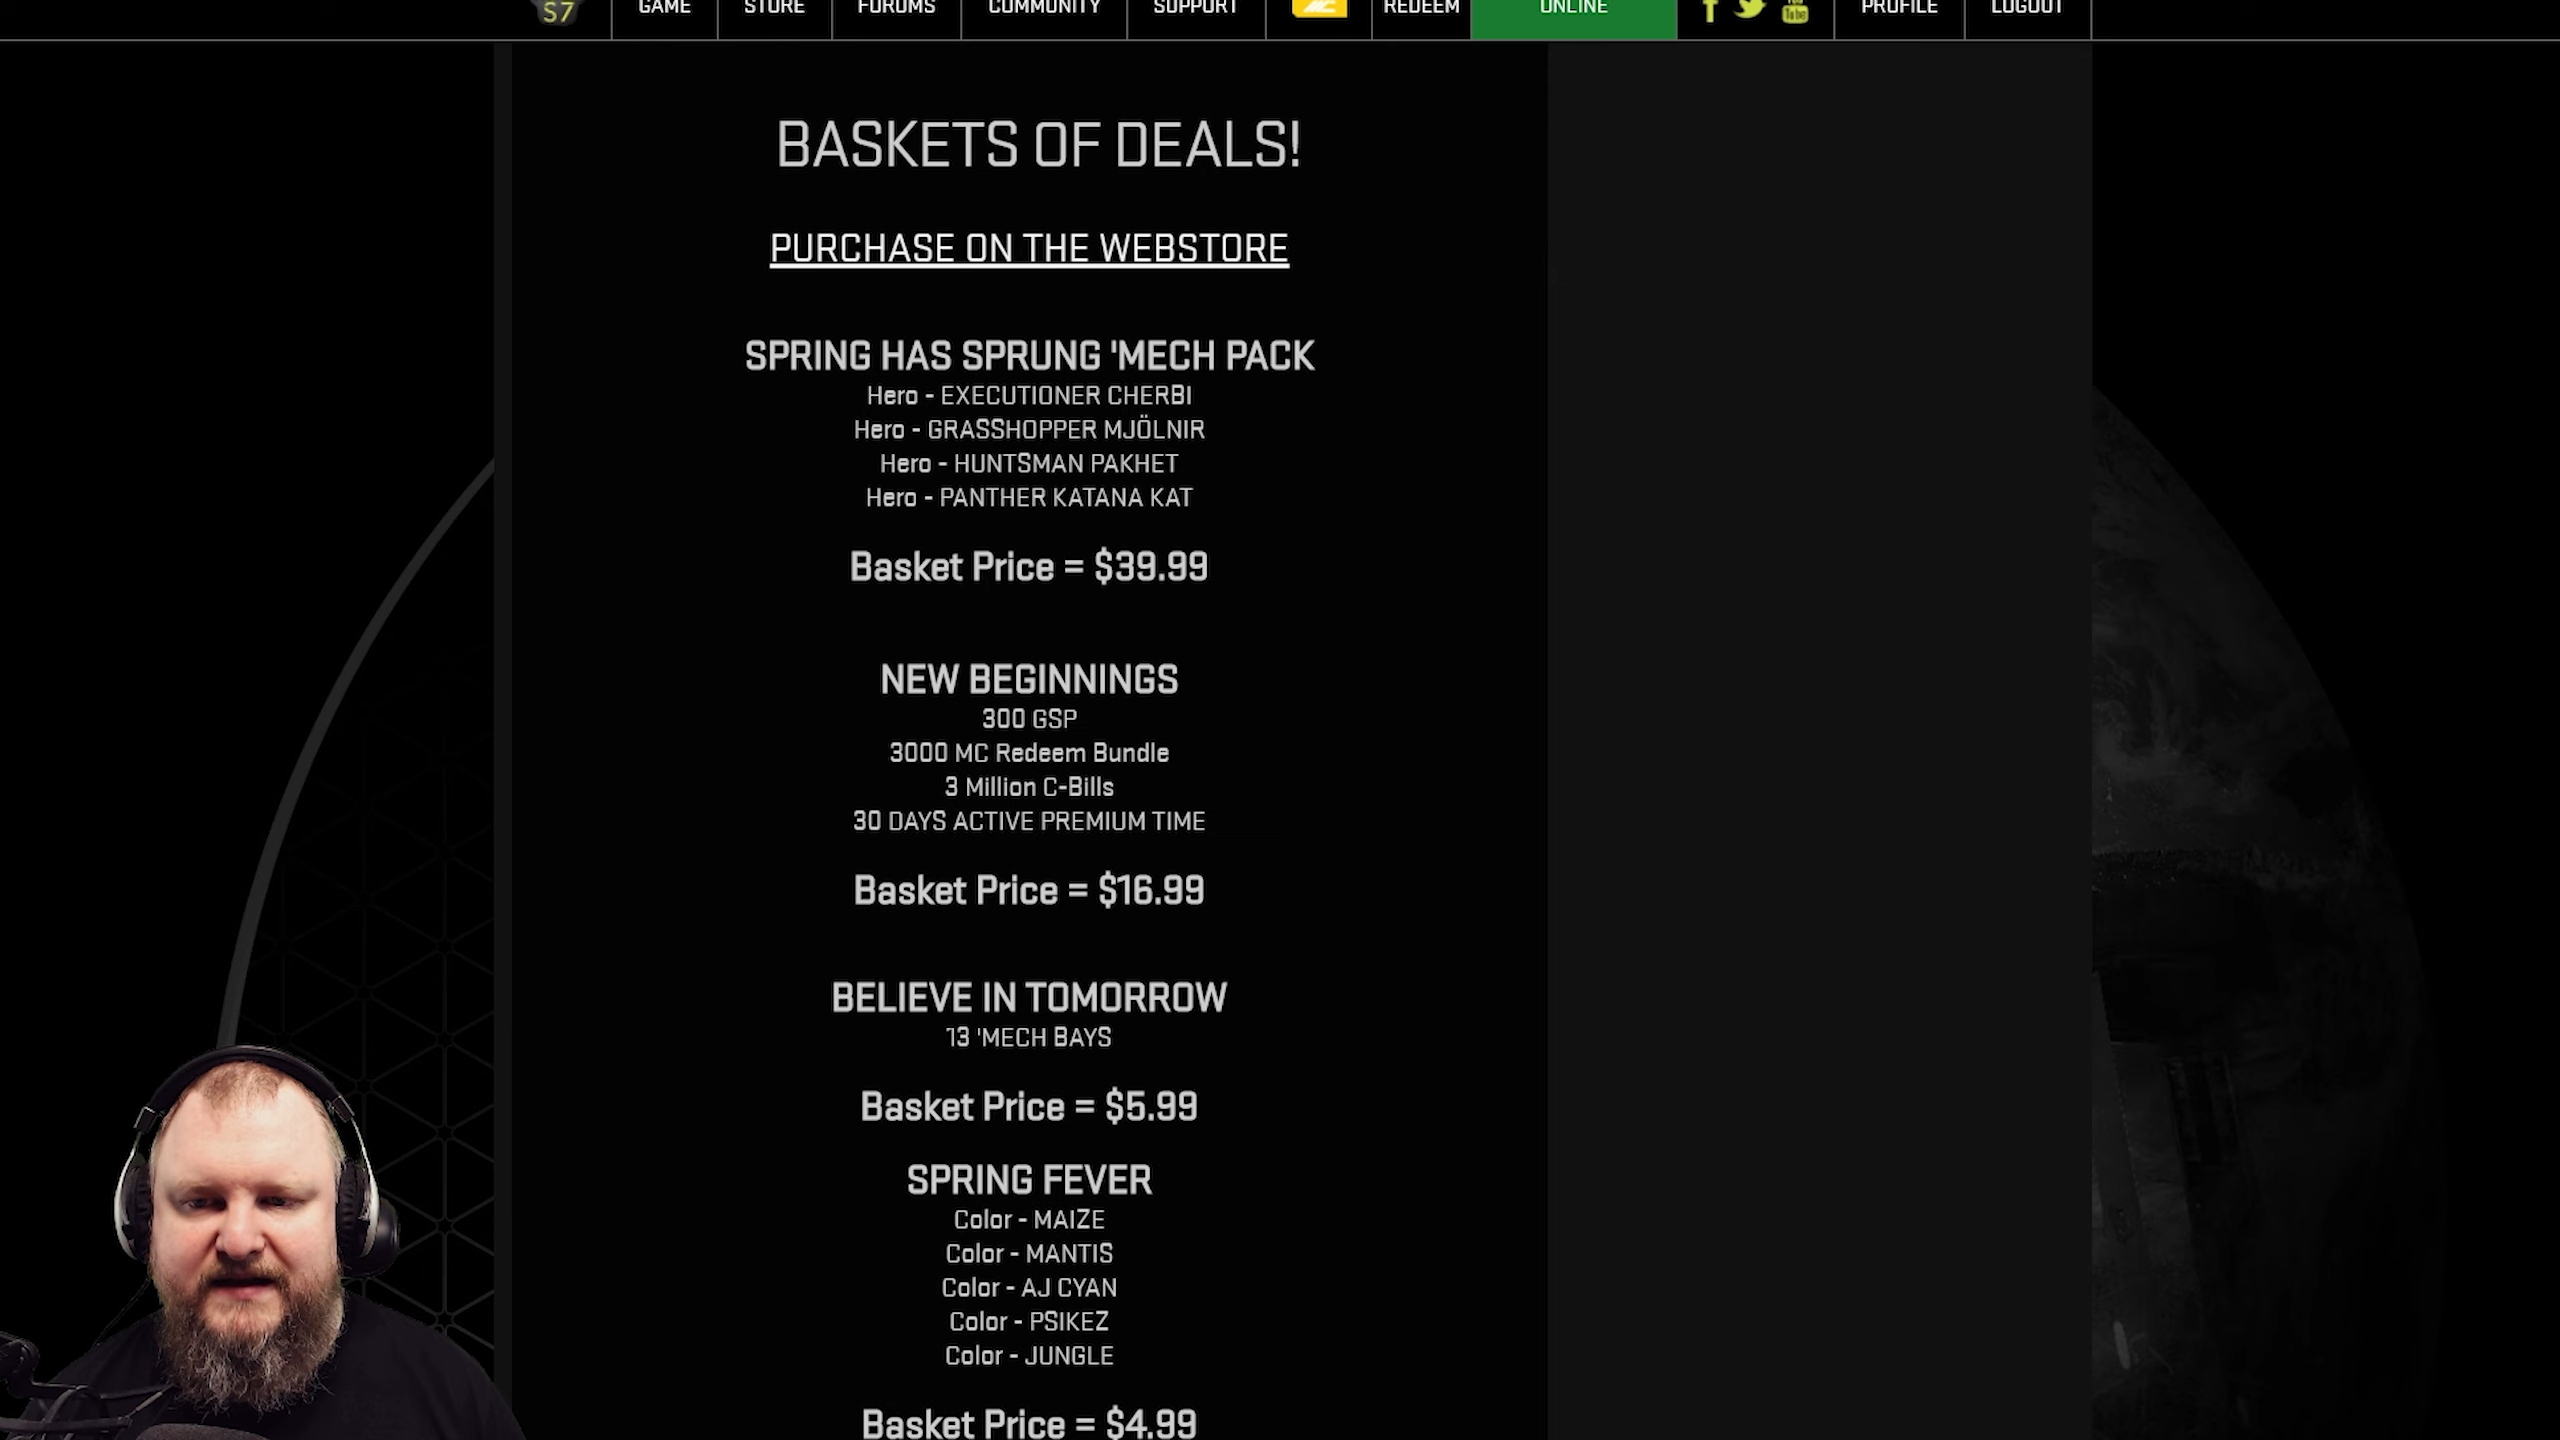 S7 GAME STORE FORUMS COMMUNITY SUPPORT MC REDEEM ONLINE f You Tube PROFILE LOGOUT
BASKETS OF DEALS!
PURCHASE ON THE WEBSTORE
SPRING HAS SPRUNG 'MECH PACK
Hero - EXECUTIONER CHERBI
Hero - GRASSHOPPER MJÖLNIR
Hero - HUNTSMAN PAKHET
Hero - PANTHER KATANA KAT
Basket Price = $39.99
NEW BEGINNINGS
300 GSP
3000 MC Redeem Bundle
3 Million C-Bills
30 DAYS ACTIVE PREMIUM TIME
Basket Price = $16.99
BELIEVE IN TOMORROW
13 'MECH BAYS
Basket Price = $5.99
SPRING FEVER
Color - MAIZE
Color - MANTIS
Color - AJ CYAN
Color - PSIKEZ
Color - JUNGLE
Basket Price = $4.99